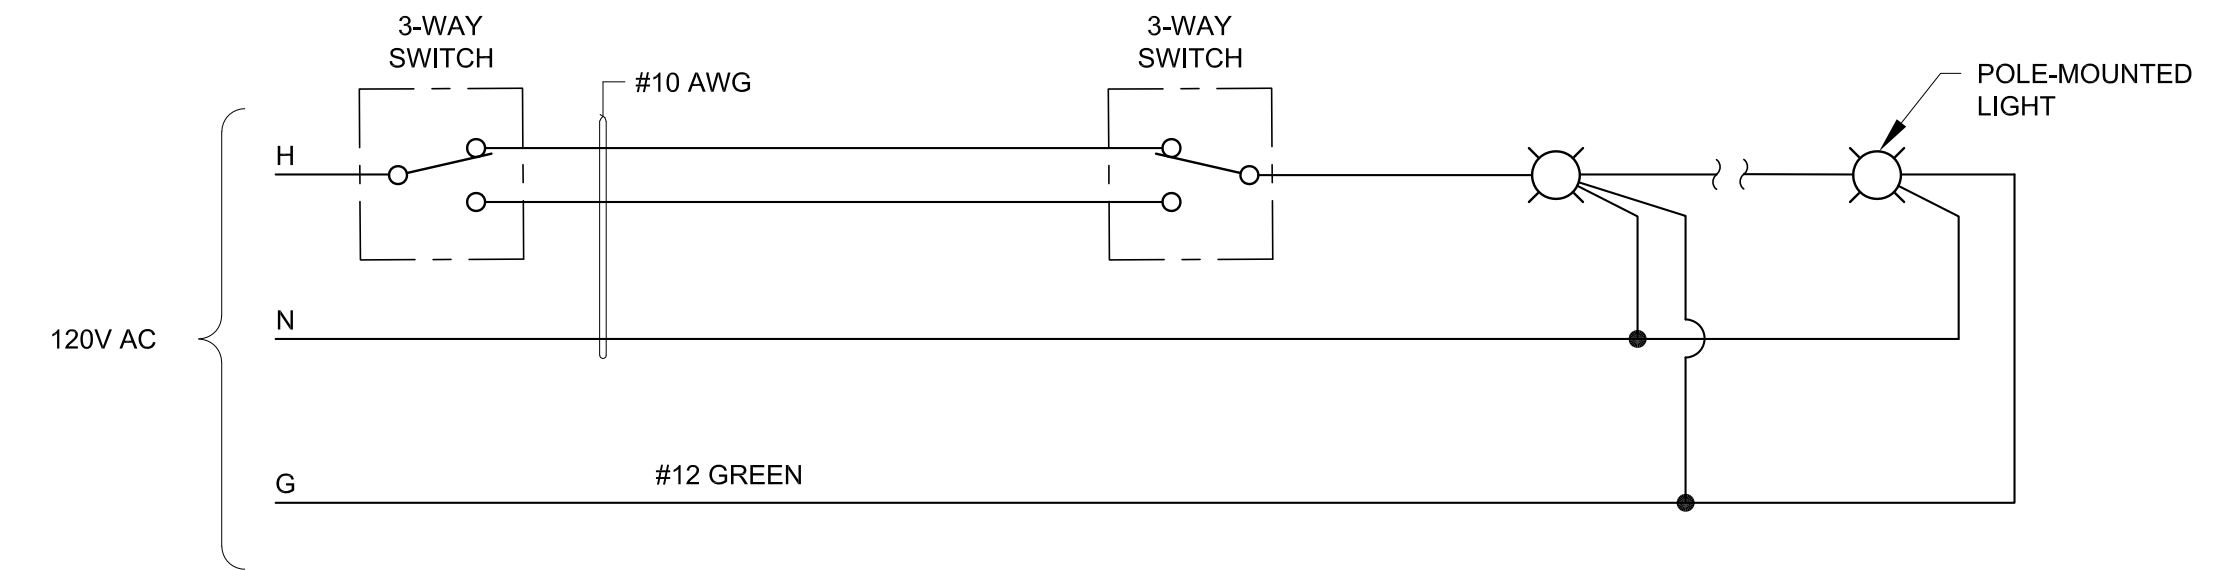 3-WAY
SWITCH
3-WAY
SWITCH
#10 AWG
POLE-MOUNTED
LIGHT
H
N
120V AC
G
#12 GREEN